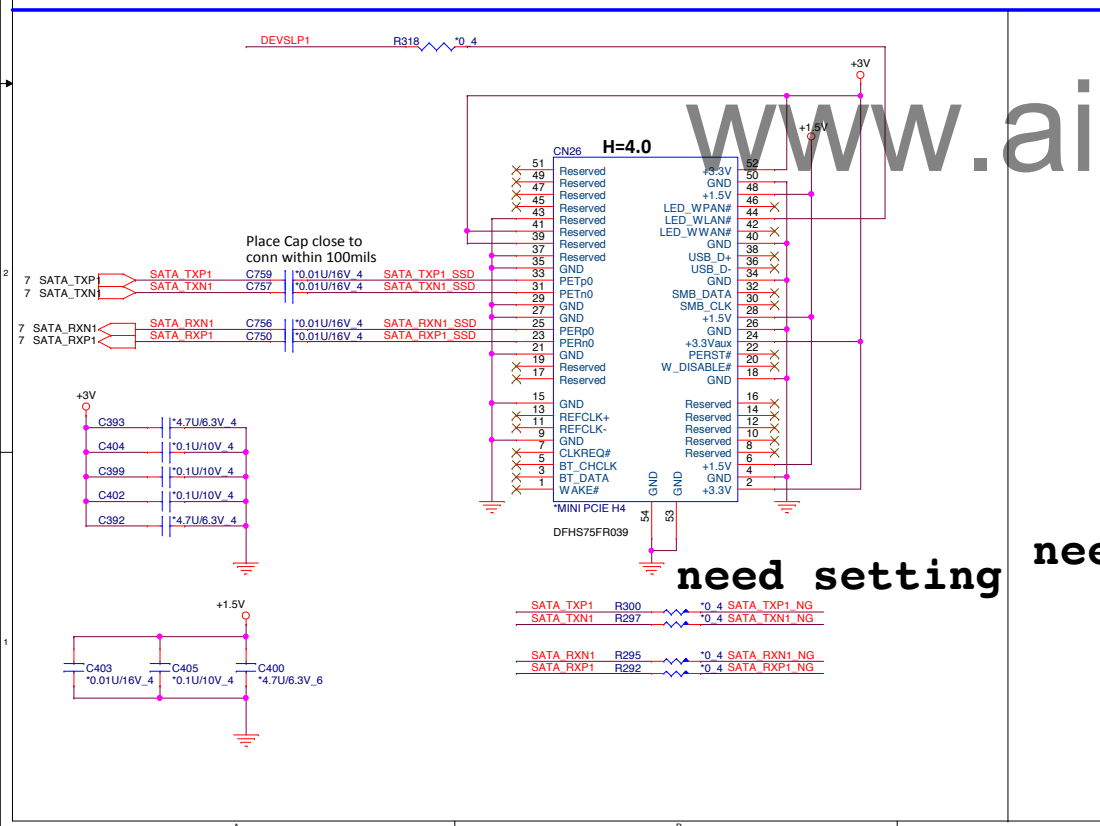 DEVSLP1 R318 *0_4
+3V
www.ai
+1.5V
CN26 H=4.0
51 Reserved +3.3V 52
49 Reserved GND 50
47 Reserved +1.5V 48
45 Reserved LED_WPAN# 46
43 Reserved LED_WLAN# 44
41 Reserved LED_WWAN# 42
39 Reserved GND 40
37 Reserved USB_D+ 38
35 GND USB_D- 36
33 PETp0 GND 34
31 PETn0 SMB_DATA 32
29 GND SMB_CLK 30
27 GND +1.5V 28
25 PERp0 GND 26
23 PERn0 +3.3Vaux 24
21 GND PERST# 22
19 Reserved W_DISABLE# 20
17 Reserved GND 18
15 GND Reserved 16
13 REFCLK+ Reserved 14
11 REFCLK- Reserved 12
9 GND Reserved 10
7 CLKREQ# Reserved 8
5 BT_CHCLK +1.5V 6
3 BT_DATA GND 4
1 WAKE# +3.3V 2
GND GND
54 53
*MINI PCIE H4
DFHS75FR039
Place Cap close to
conn within 100mils
2
7 SATA_TXP1 SATA_TXP1 C759 *0.01U/16V_4 SATA_TXP1_SSD
7 SATA_TXN1 SATA_TXN1 C757 *0.01U/16V_4 SATA_TXN1_SSD
7 SATA_RXN1 SATA_RXN1 C756 *0.01U/16V_4 SATA_RXN1_SSD
7 SATA_RXP1 SATA_RXP1 C750 *0.01U/16V_4 SATA_RXP1_SSD
+3V
C393 *4.7U/6.3V_4
C404 *0.1U/10V_4
C399 *0.1U/10V_4
C402 *0.1U/10V_4
C392 *4.7U/6.3V_4
need setting
SATA_TXP1 R300 *0_4 SATA_TXP1_NG
SATA_TXN1 R297 *0_4 SATA_TXN1_NG
SATA_RXN1 R295 *0_4 SATA_RXN1_NG
SATA_RXP1 R292 *0_4 SATA_RXP1_NG
1
+1.5V
C403 C405 C400
*0.01U/16V_4 *0.1U/10V_4 *4.7U/6.3V_6